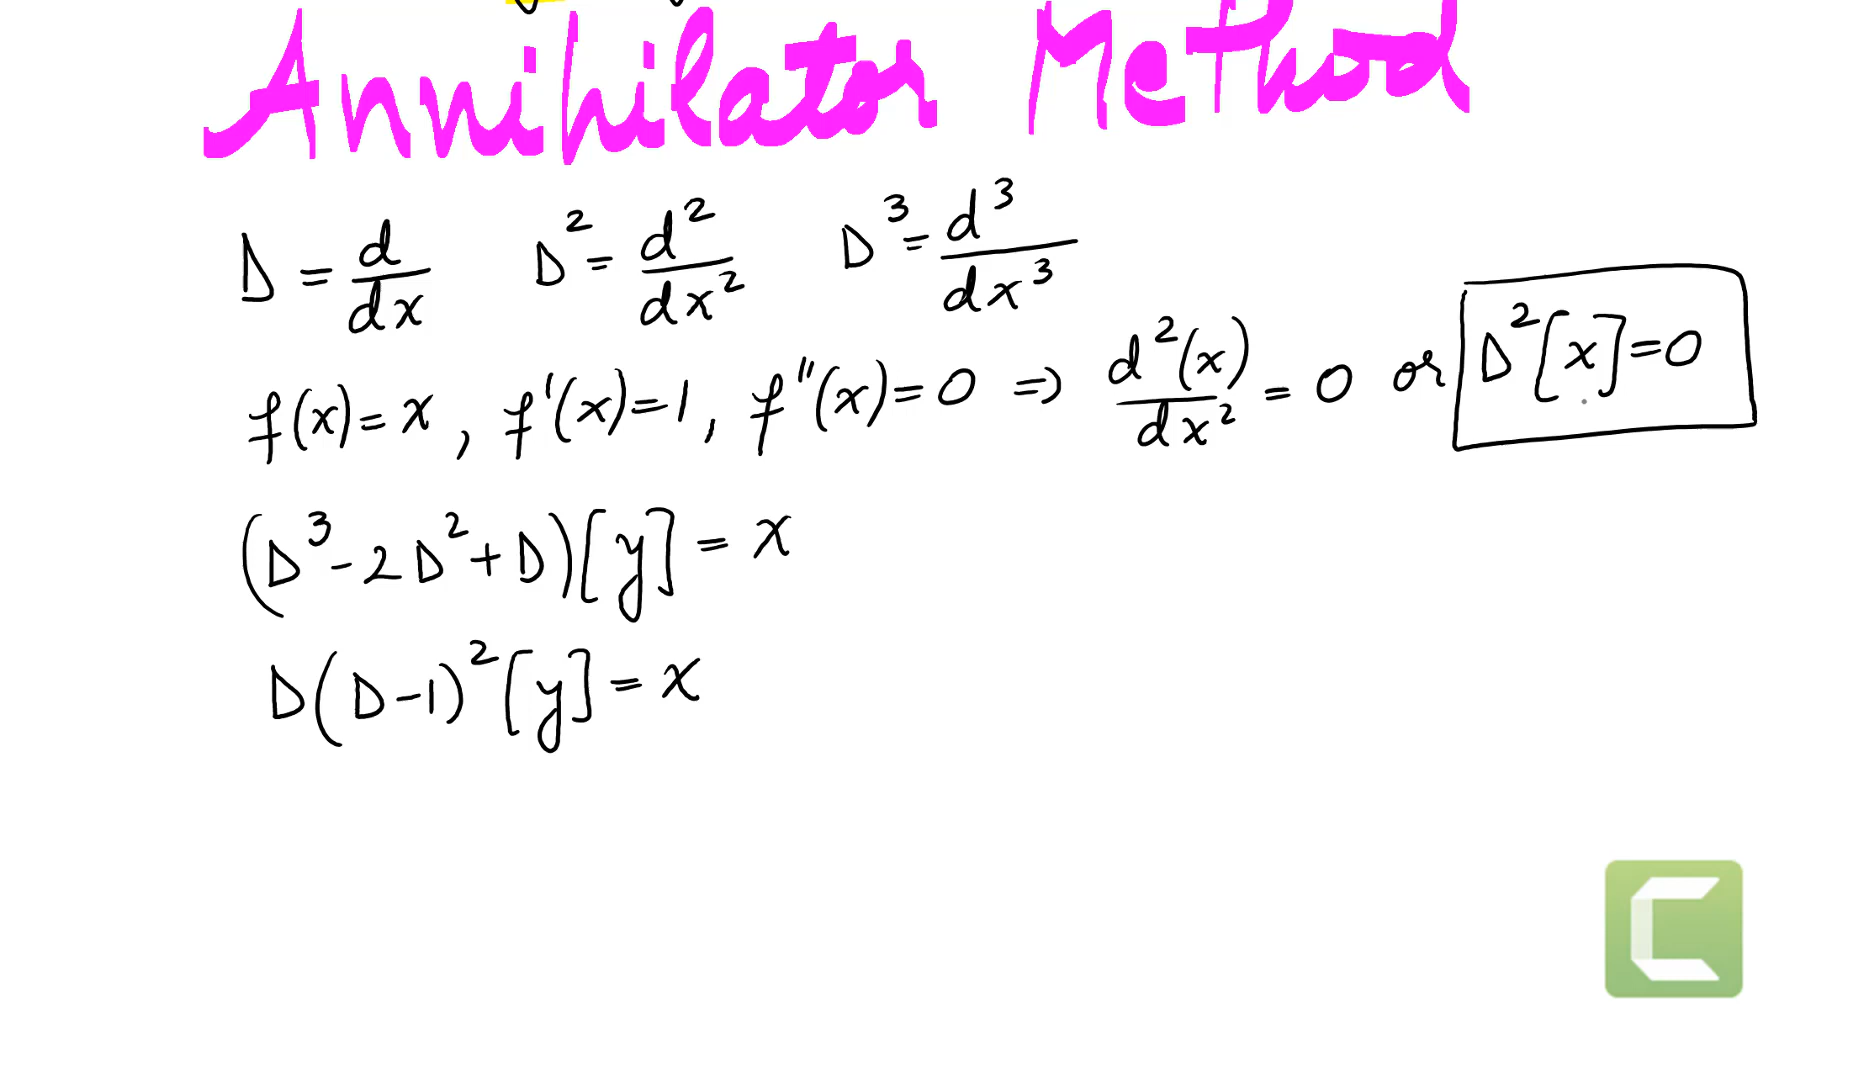 Annihilator Method
D = d/dx D² = d²/dx² D³ = d³/dx³
f(x) = x, f'(x) = 1, f''(x) = 0 ⇒ d²(x)/dx² = 0 or D²[x] = 0
(D³ - 2D² + D)[y] = x
D(D-1)²[y] = x